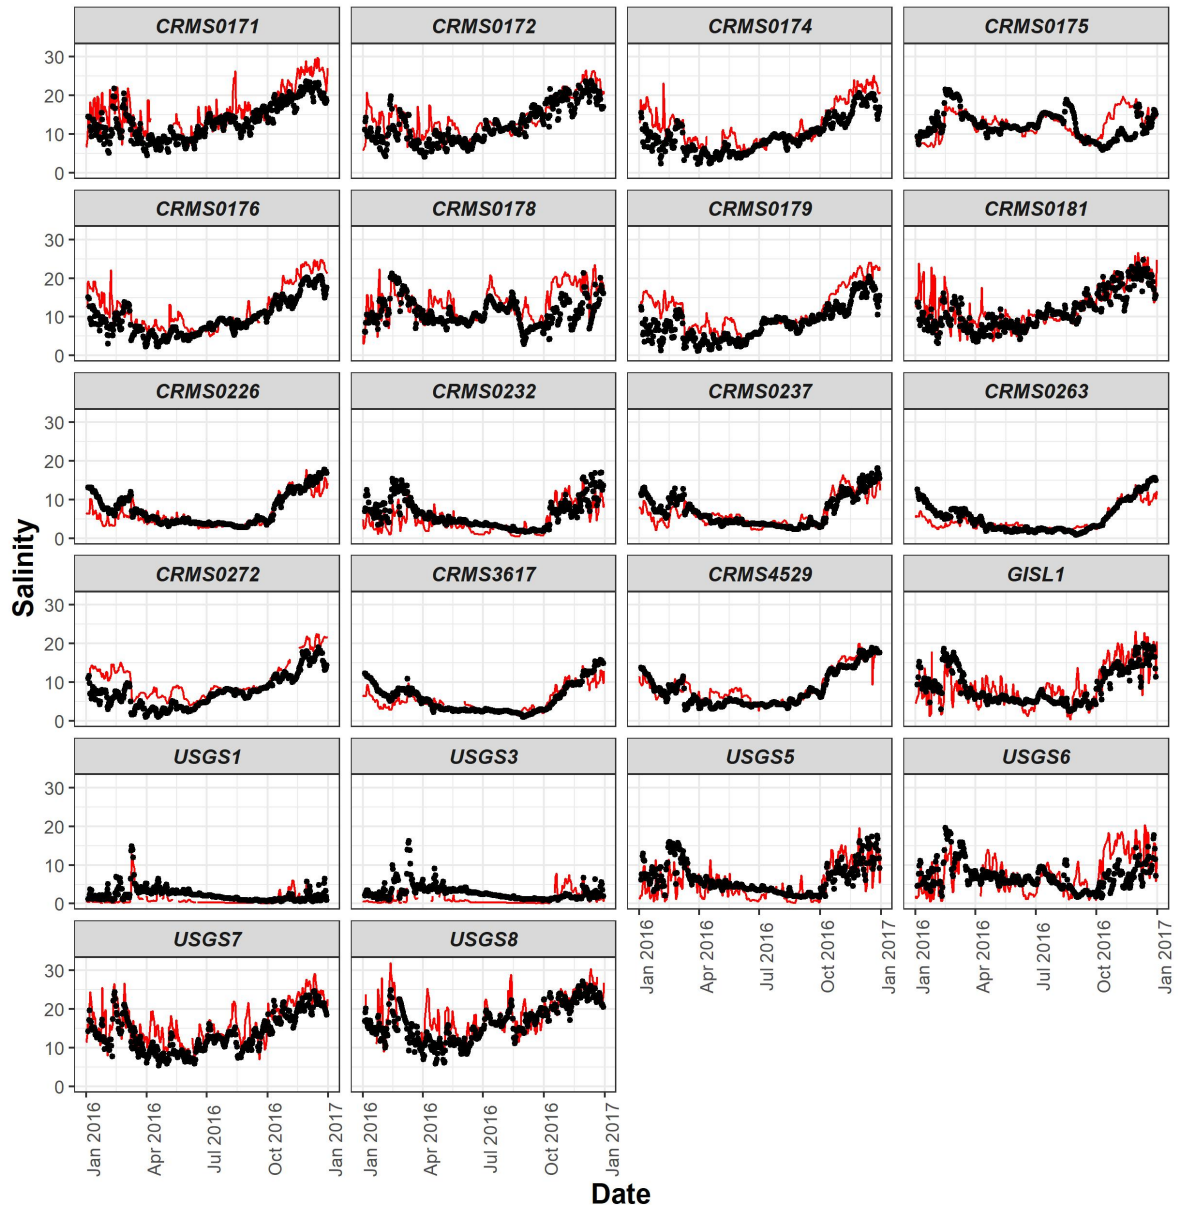 CRMS0171 CRMS0172 CRMS0174 CRMS0175
30
20
10
0
CRMS0176 CRMS0178 CRMS0179 CRMS0181
30
20
10
0
CRMS0226 CRMS0232 CRMS0237 CRMS0263
30
20
10
0
Salinity
CRMS0272 CRMS3617 CRMS4529 GISL1
30
20
10
0
USGS1 USGS3 USGS5 USGS6
30
20
10
0
Jan 2016 Apr 2016 Jul 2016 Oct 2016 Jan 2017 Jan 2016 Apr 2016 Jul 2016 Oct 2016 Jan 2017
USGS7 USGS8
30
20
10
0
Jan 2016 Apr 2016 Jul 2016 Oct 2016 Jan 2017 Jan 2016 Apr 2016 Jul 2016 Oct 2016 Jan 2017
Date